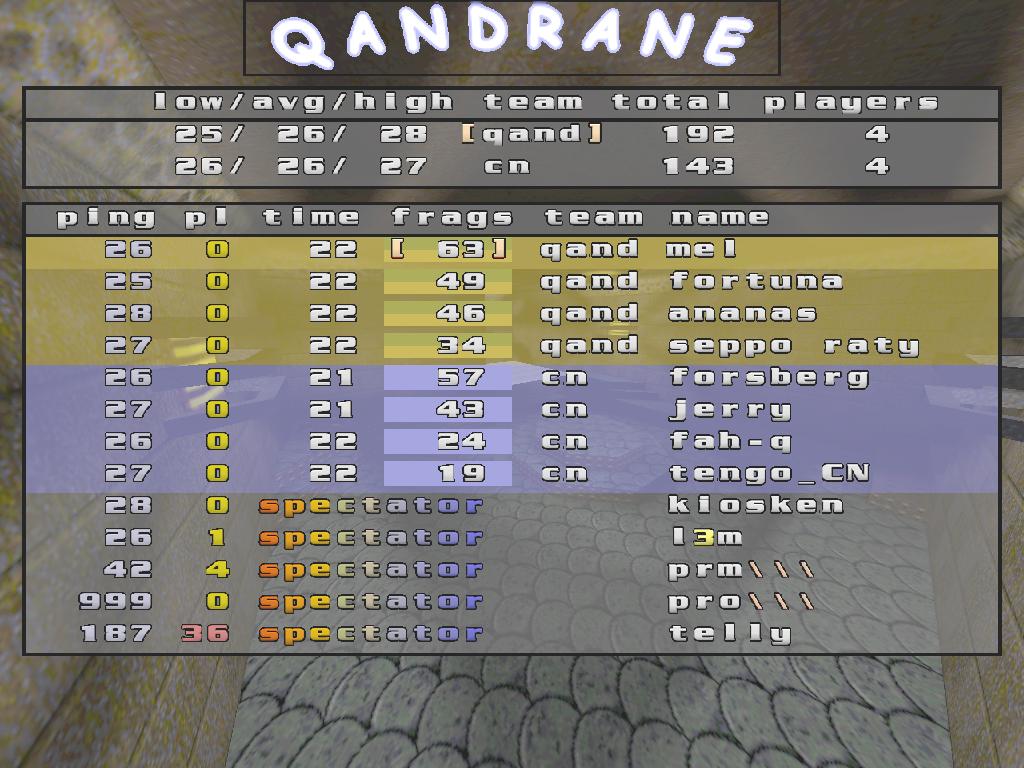 QANDRANE
low/avg/high team total players
25/ 26/ 28 [qand] 192 4
26/ 26/ 27 cn 143 4
ping pl time frags team name
26 0 22 [ 63] qand mel
25 0 22 49 qand fortuna
28 0 22 46 qand ananas
27 0 22 34 qand seppo raty
26 0 21 57 cn forsberg
27 0 21 43 cn jerry
26 0 22 24 cn fah-q
27 0 22 19 cn tengo_CN
28 0 spectator kiosken
26 1 spectator l3m
42 4 spectator prm\\\
999 0 spectator pro\\\
187 36 spectator telly